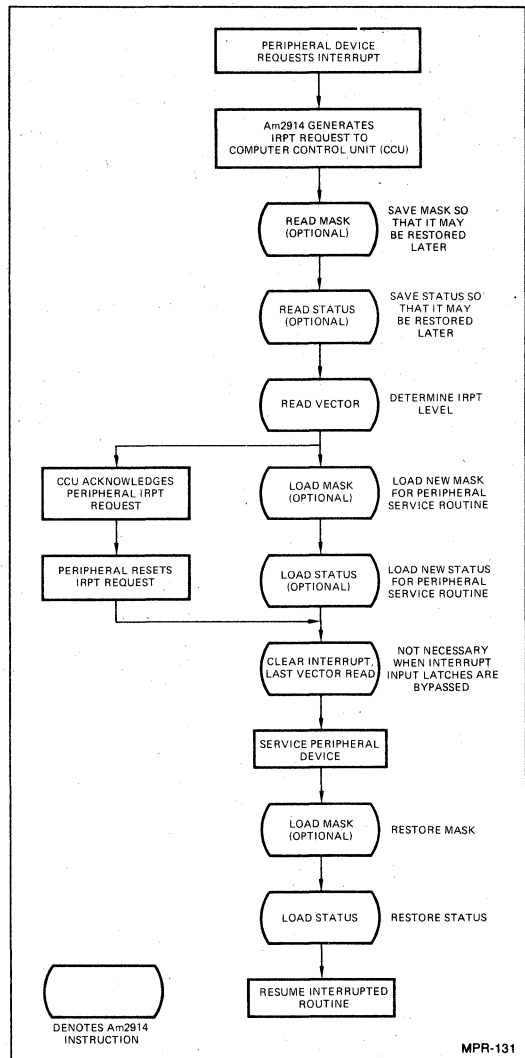 PERIPHERAL DEVICE
REQUESTS INTERRUPT
Am2914 GENERATES
IRPT REQUEST TO
COMPUTER CONTROL UNIT (CCU)
READ MASK
(OPTIONAL)
SAVE MASK SO
THAT IT MAY
BE RESTORED
LATER
READ STATUS
(OPTIONAL)
SAVE STATUS SO
THAT IT MAY
BE RESTORED
LATER
READ VECTOR
DETERMINE IRPT
LEVEL
CCU ACKNOWLEDGES
PERIPHERAL IRPT
REQUEST
LOAD MASK
(OPTIONAL)
LOAD NEW MASK
FOR PERIPHERAL
SERVICE ROUTINE
PERIPHERAL RESETS
IRPT REQUEST
LOAD STATUS
(OPTIONAL)
LOAD NEW STATUS
FOR PERIPHERAL
SERVICE ROUTINE
CLEAR INTERRUPT,
LAST VECTOR READ
NOT NECESSARY
WHEN INTERRUPT
INPUT LATCHES ARE
BYPASSED
SERVICE PERIPHERAL
DEVICE
LOAD MASK
(OPTIONAL)
RESTORE MASK
LOAD STATUS
RESTORE STATUS
RESUME INTERRUPTED
ROUTINE
DENOTES Am2914
INSTRUCTION
MPR-131